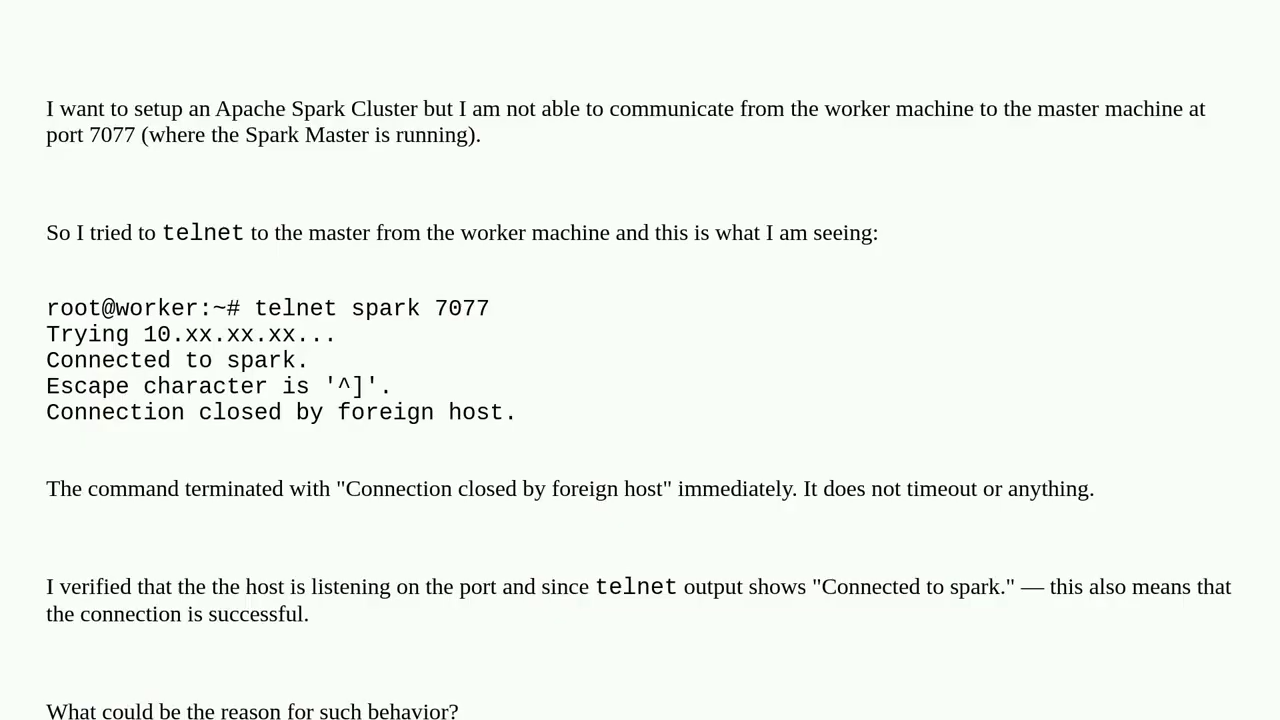 I want to setup an Apache Spark Cluster but I am not able to communicate from the worker machine to the master machine at
port 7077 (where the Spark Master is running).
So I tried to telnet to the master from the worker machine and this is what I am seeing:
root@worker:~# telnet spark 7077
Trying 10.xx.xx.xx...
Connected to spark.
Escape character is '^]'.
Connection closed by foreign host.
The command terminated with "Connection closed by foreign host" immediately. It does not timeout or anything.
I verified that the the host is listening on the port and since telnet output shows "Connected to spark." — this also means that
the connection is successful.
What could be the reason for such behavior?